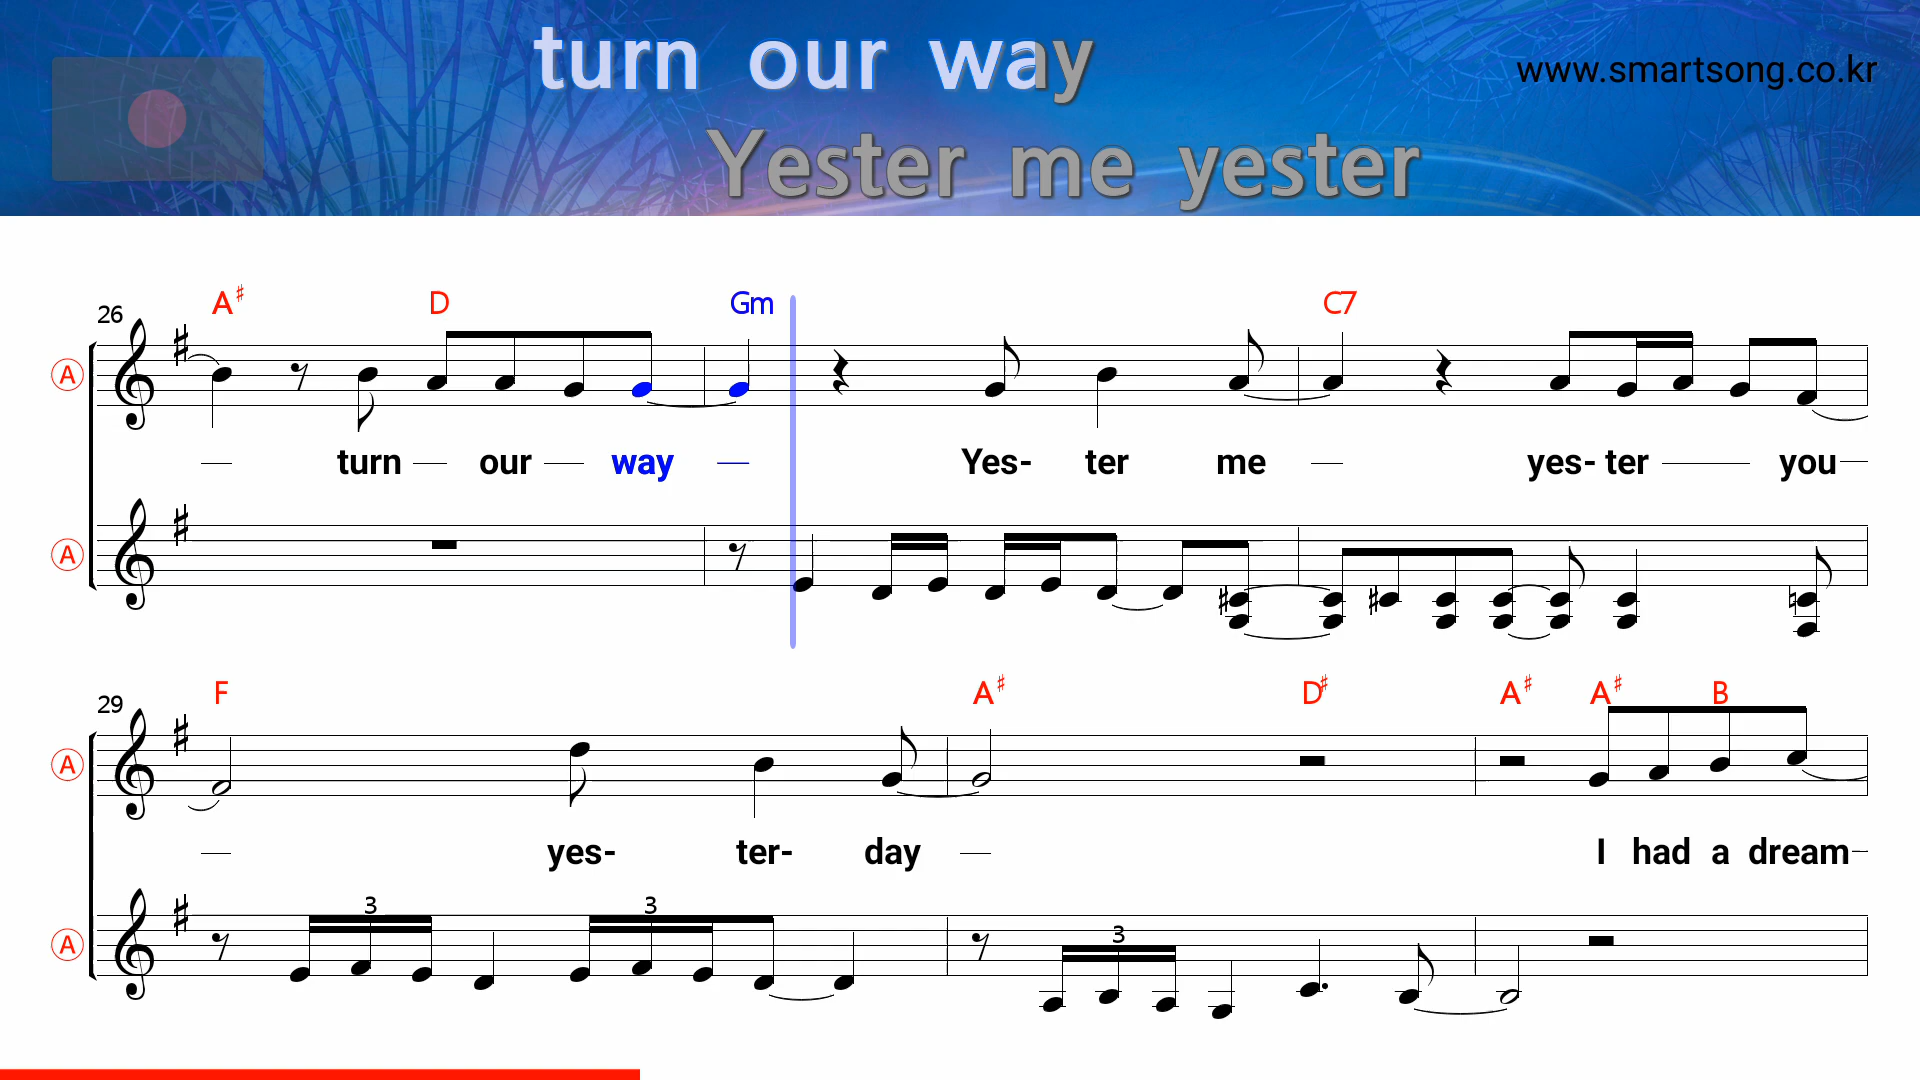 turn our way
www.smartsong.co.kr
Yester me yester
26 A♯ D Gm C7
A
turn our way Yes- ter me yes- ter you
A
29 F A♯ D♯ A♯ A♯ B
A
yes- ter- day I had a dream
3 3 3
A